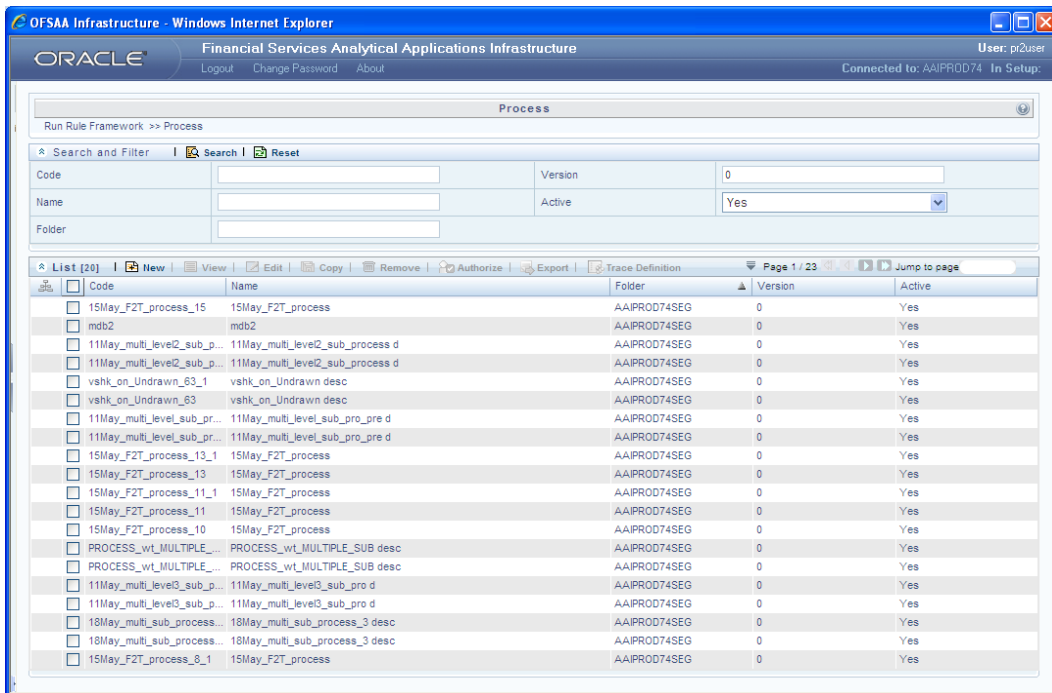 OFSAA Infrastructure - Windows Internet Explorer
ORACLE
Financial Services Analytical Applications Infrastructure
User: pr2user
Logout Change Password About
Connected to: AAIPROD74 In Setup:
Process
Run Rule Framework >> Process
Search and Filter | Search | Reset
Code Version 0
Name Active Yes
Folder
List [20] | New | View | Edit | Copy | Remove | Authorize | Export | Trace Definition Page 1 / 23 Jump to page
Code Name Folder Version Active
15May_F2T_process_15 15May_F2T_process AAIPROD74SEG 0 Yes
mdb2 mdb2 AAIPROD74SEG 0 Yes
11May_multi_level2_sub_p... 11May_multi_level2_sub_process d AAIPROD74SEG 0 Yes
11May_multi_level2_sub_p... 11May_multi_level2_sub_process d AAIPROD74SEG 0 Yes
vshk_on_Undrawn_63_1 vshk_on_Undrawn desc AAIPROD74SEG 0 Yes
vshk_on_Undrawn_63 vshk_on_Undrawn desc AAIPROD74SEG 0 Yes
11May_multi_level_sub_pr... 11May_multi_level_sub_pro_pre d AAIPROD74SEG 0 Yes
11May_multi_level_sub_pr... 11May_multi_level_sub_pro_pre d AAIPROD74SEG 0 Yes
15May_F2T_process_13_1 15May_F2T_process AAIPROD74SEG 0 Yes
15May_F2T_process_13 15May_F2T_process AAIPROD74SEG 0 Yes
15May_F2T_process_11_1 15May_F2T_process AAIPROD74SEG 0 Yes
15May_F2T_process_11 15May_F2T_process AAIPROD74SEG 0 Yes
15May_F2T_process_10 15May_F2T_process AAIPROD74SEG 0 Yes
PROCESS_wt_MULTIPLE_... PROCESS_wt_MULTIPLE_SUB desc AAIPROD74SEG 0 Yes
PROCESS_wt_MULTIPLE_... PROCESS_wt_MULTIPLE_SUB desc AAIPROD74SEG 0 Yes
11May_multi_level3_sub_p... 11May_multi_level3_sub_pro d AAIPROD74SEG 0 Yes
11May_multi_level3_sub_p... 11May_multi_level3_sub_pro d AAIPROD74SEG 0 Yes
18May_multi_sub_process... 18May_multi_sub_process_3 desc AAIPROD74SEG 0 Yes
18May_multi_sub_process... 18May_multi_sub_process_3 desc AAIPROD74SEG 0 Yes
15May_F2T_process_8_1 15May_F2T_process AAIPROD74SEG 0 Yes